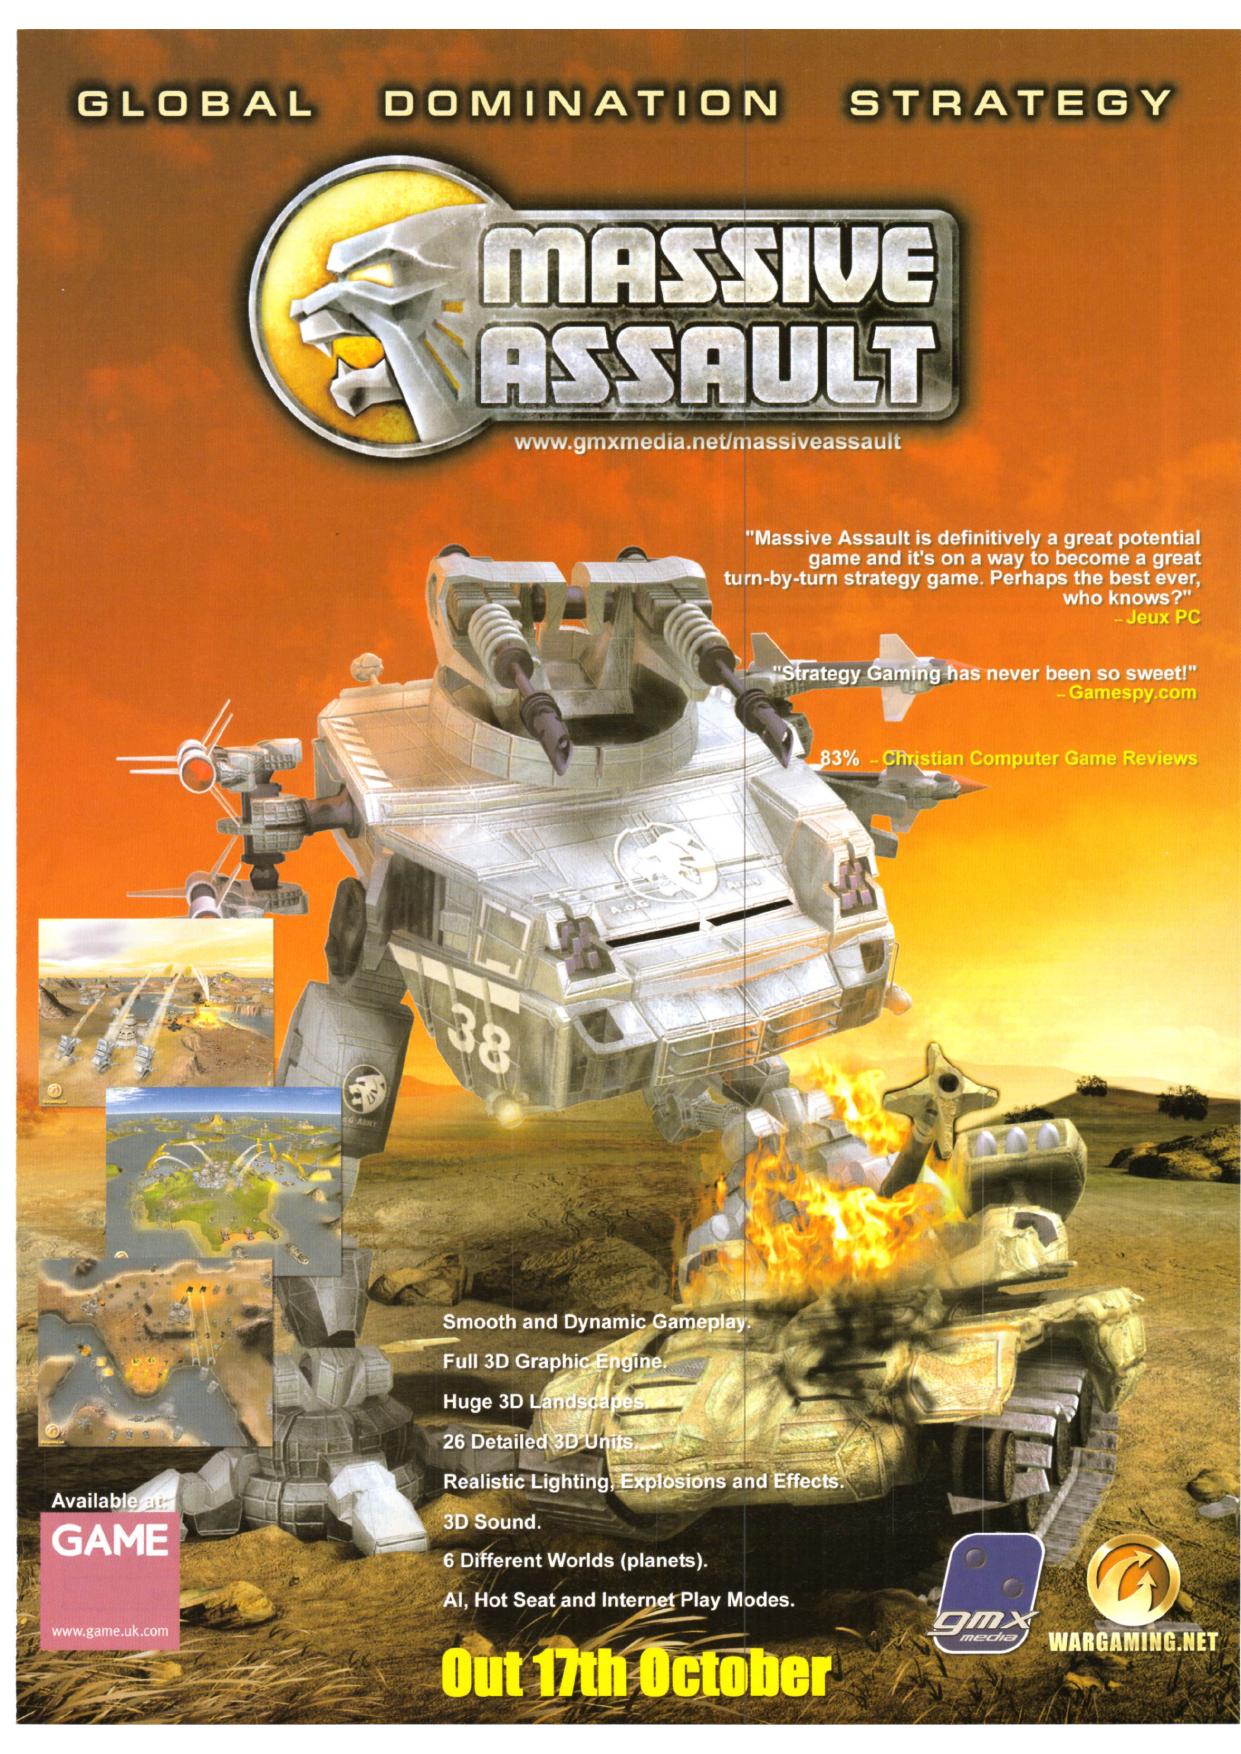 GLOBAL DOMINATION STRATEGY
MASSIVE
ASSAULT
www.gmxmedia.net/massiveassault
"Massive Assault is definitively a great potential
game and it's on a way to become a great
turn-by-turn strategy game. Perhaps the best ever,
who knows?"
-- Jeux PC
"Strategy Gaming has never been so sweet!"
-- Gamespy.com
83% -- Christian Computer Game Reviews
A.O.G
38
Smooth and Dynamic Gameplay.
Full 3D Graphic Engine.
Huge 3D Landscapes.
26 Detailed 3D Units.
Realistic Lighting, Explosions and Effects.
3D Sound.
6 Different Worlds (planets).
AI, Hot Seat and Internet Play Modes.
Available at:
GAME
www.game.uk.com
gmx
media
WARGAMING.NET
Out 17th October